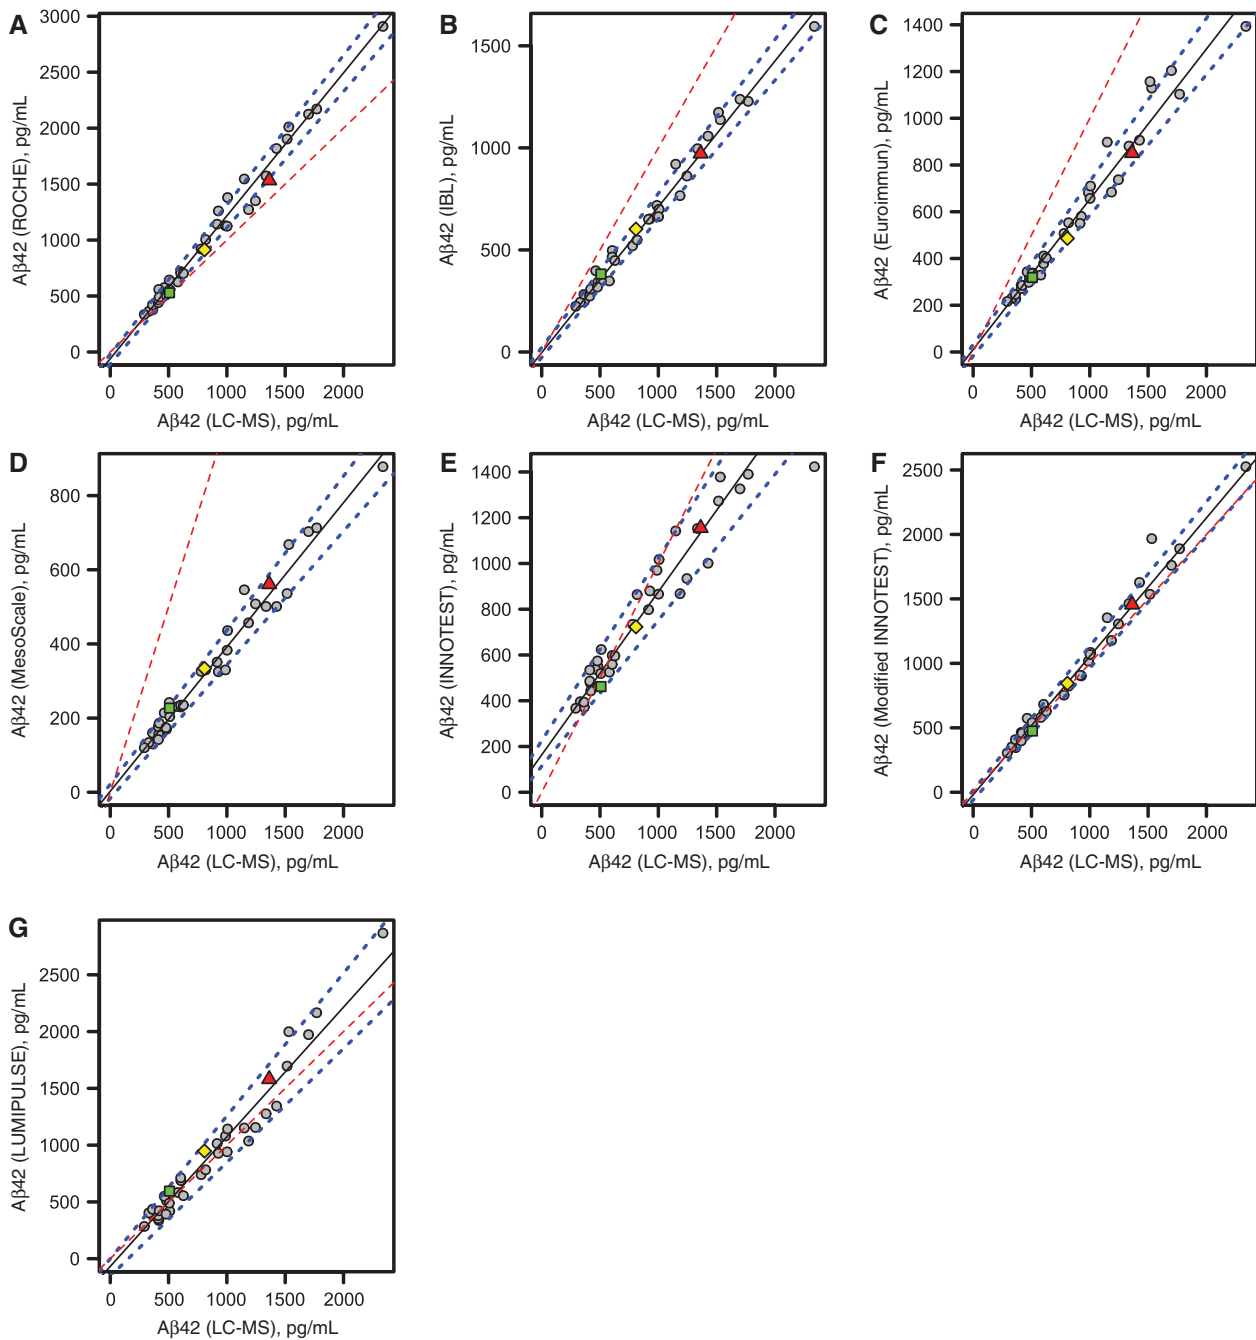 A
Aβ42 (ROCHE), pg/mL
3000
2500
2000
1500
1000
500
0
0 500 1000 1500 2000
Aβ42 (LC-MS), pg/mL
B
Aβ42 (IBL), pg/mL
1500
1000
500
0
0 500 1000 1500 2000
Aβ42 (LC-MS), pg/mL
C
Aβ42 (Euroimmun), pg/mL
1400
1200
1000
800
600
400
200
0
0 500 1000 1500 2000
Aβ42 (LC-MS), pg/mL
D
Aβ42 (MesoScale), pg/mL
800
600
400
200
0
0 500 1000 1500 2000
Aβ42 (LC-MS), pg/mL
E
Aβ42 (INNOTEST), pg/mL
1400
1200
1000
800
600
400
200
0
0 500 1000 1500 2000
Aβ42 (LC-MS), pg/mL
F
Aβ42 (Modified INNOTEST), pg/mL
2500
2000
1500
1000
500
0
0 500 1000 1500 2000
Aβ42 (LC-MS), pg/mL
G
Aβ42 (LUMIPULSE), pg/mL
2500
2000
1500
1000
500
0
0 500 1000 1500 2000
Aβ42 (LC-MS), pg/mL